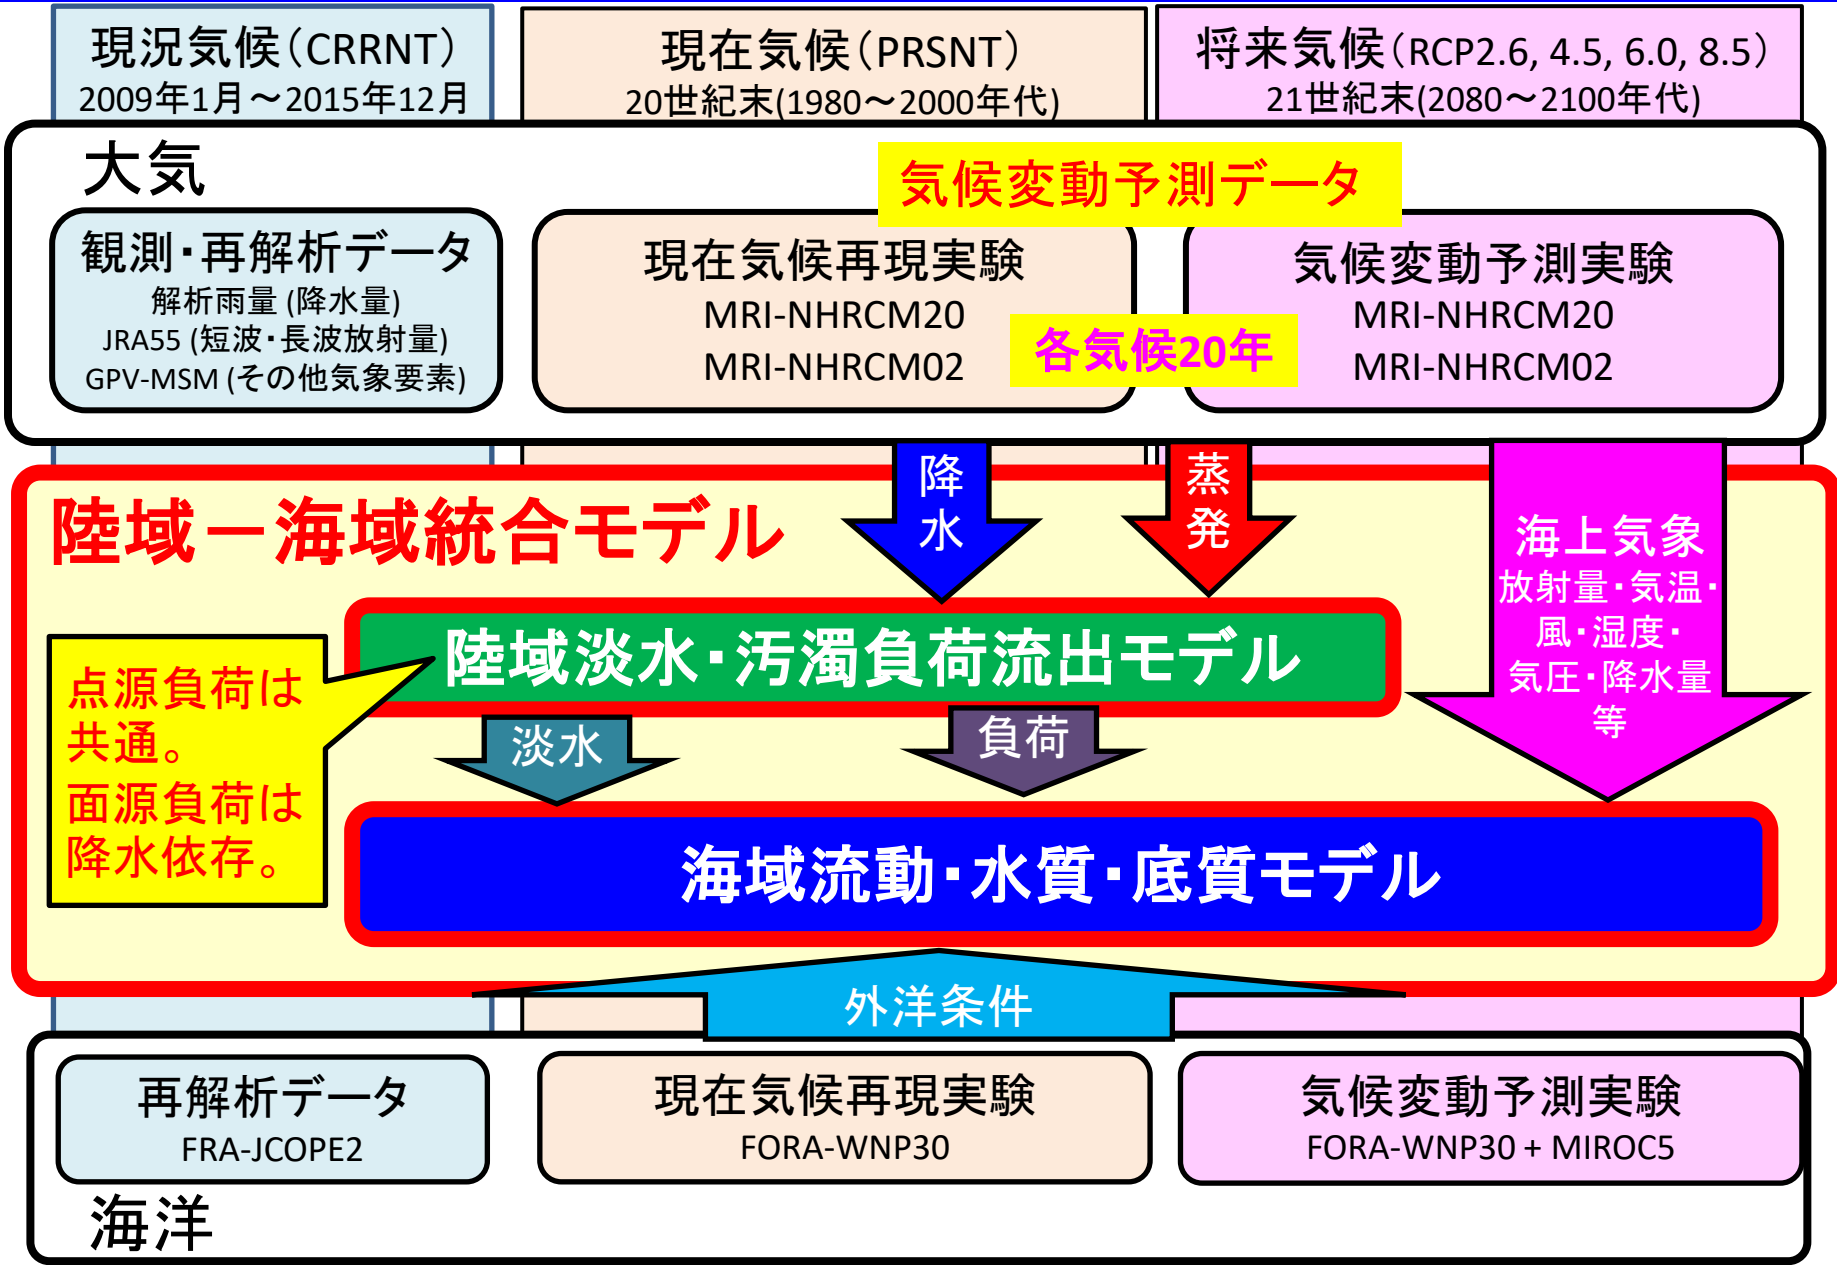 現況気候（CRRNT）
2009年1月～2015年12月
現在気候（PRSNT）
20世紀末(1980～2000年代)
将来気候（RCP2.6, 4.5, 6.0, 8.5）
21世紀末(2080～2100年代)
大気
気候変動予測データ
観測・再解析データ
解析雨量 (降水量)
JRA55 (短波・長波放射量)
GPV-MSM (その他気象要素)
現在気候再現実験
MRI-NHRCM20
MRI-NHRCM02
各気候20年
気候変動予測実験
MRI-NHRCM20
MRI-NHRCM02
陸域－海域統合モデル
降
水
蒸
発
海上気象
放射量・気温・
風・湿度・
気圧・降水量
等
陸域淡水・汚濁負荷流出モデル
点源負荷は
共通。
面源負荷は
降水依存。
淡水
負荷
海域流動・水質・底質モデル
外洋条件
再解析データ
FRA-JCOPE2
現在気候再現実験
FORA-WNP30
気候変動予測実験
FORA-WNP30 + MIROC5
海洋